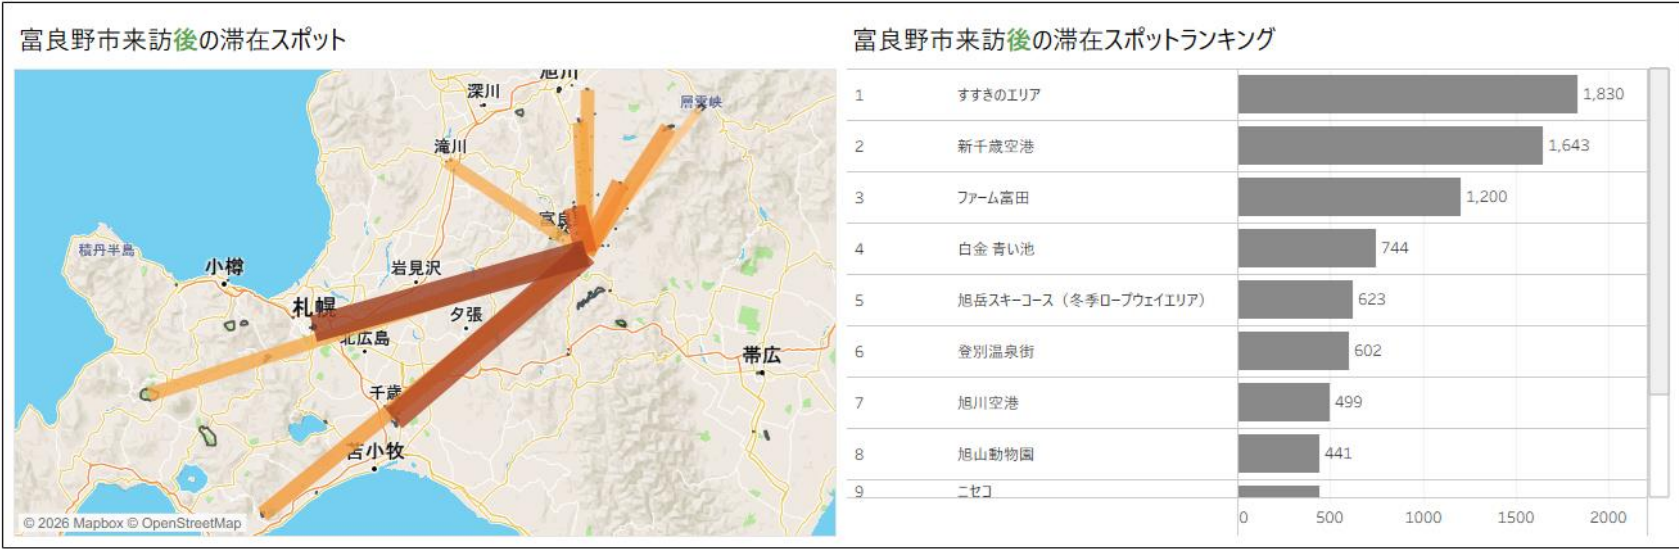 富良野市来訪後の滞在スポット
旭川
深川
層雲峡
滝川
富良
積丹半島
小樽
岩見沢
札幌
夕張
北広島
帯広
千歳
苫小牧
© 2026 Mapbox © OpenStreetMap
富良野市来訪後の滞在スポットランキング
1 すすきのエリア 1,830
2 新千歳空港 1,643
3 ファーム富田 1,200
4 白金 青い池 744
5 旭岳スキーコース（冬季ロープウェイエリア） 623
6 登別温泉街 602
7 旭川空港 499
8 旭山動物園 441
9 ニセコ
0 500 1000 1500 2000